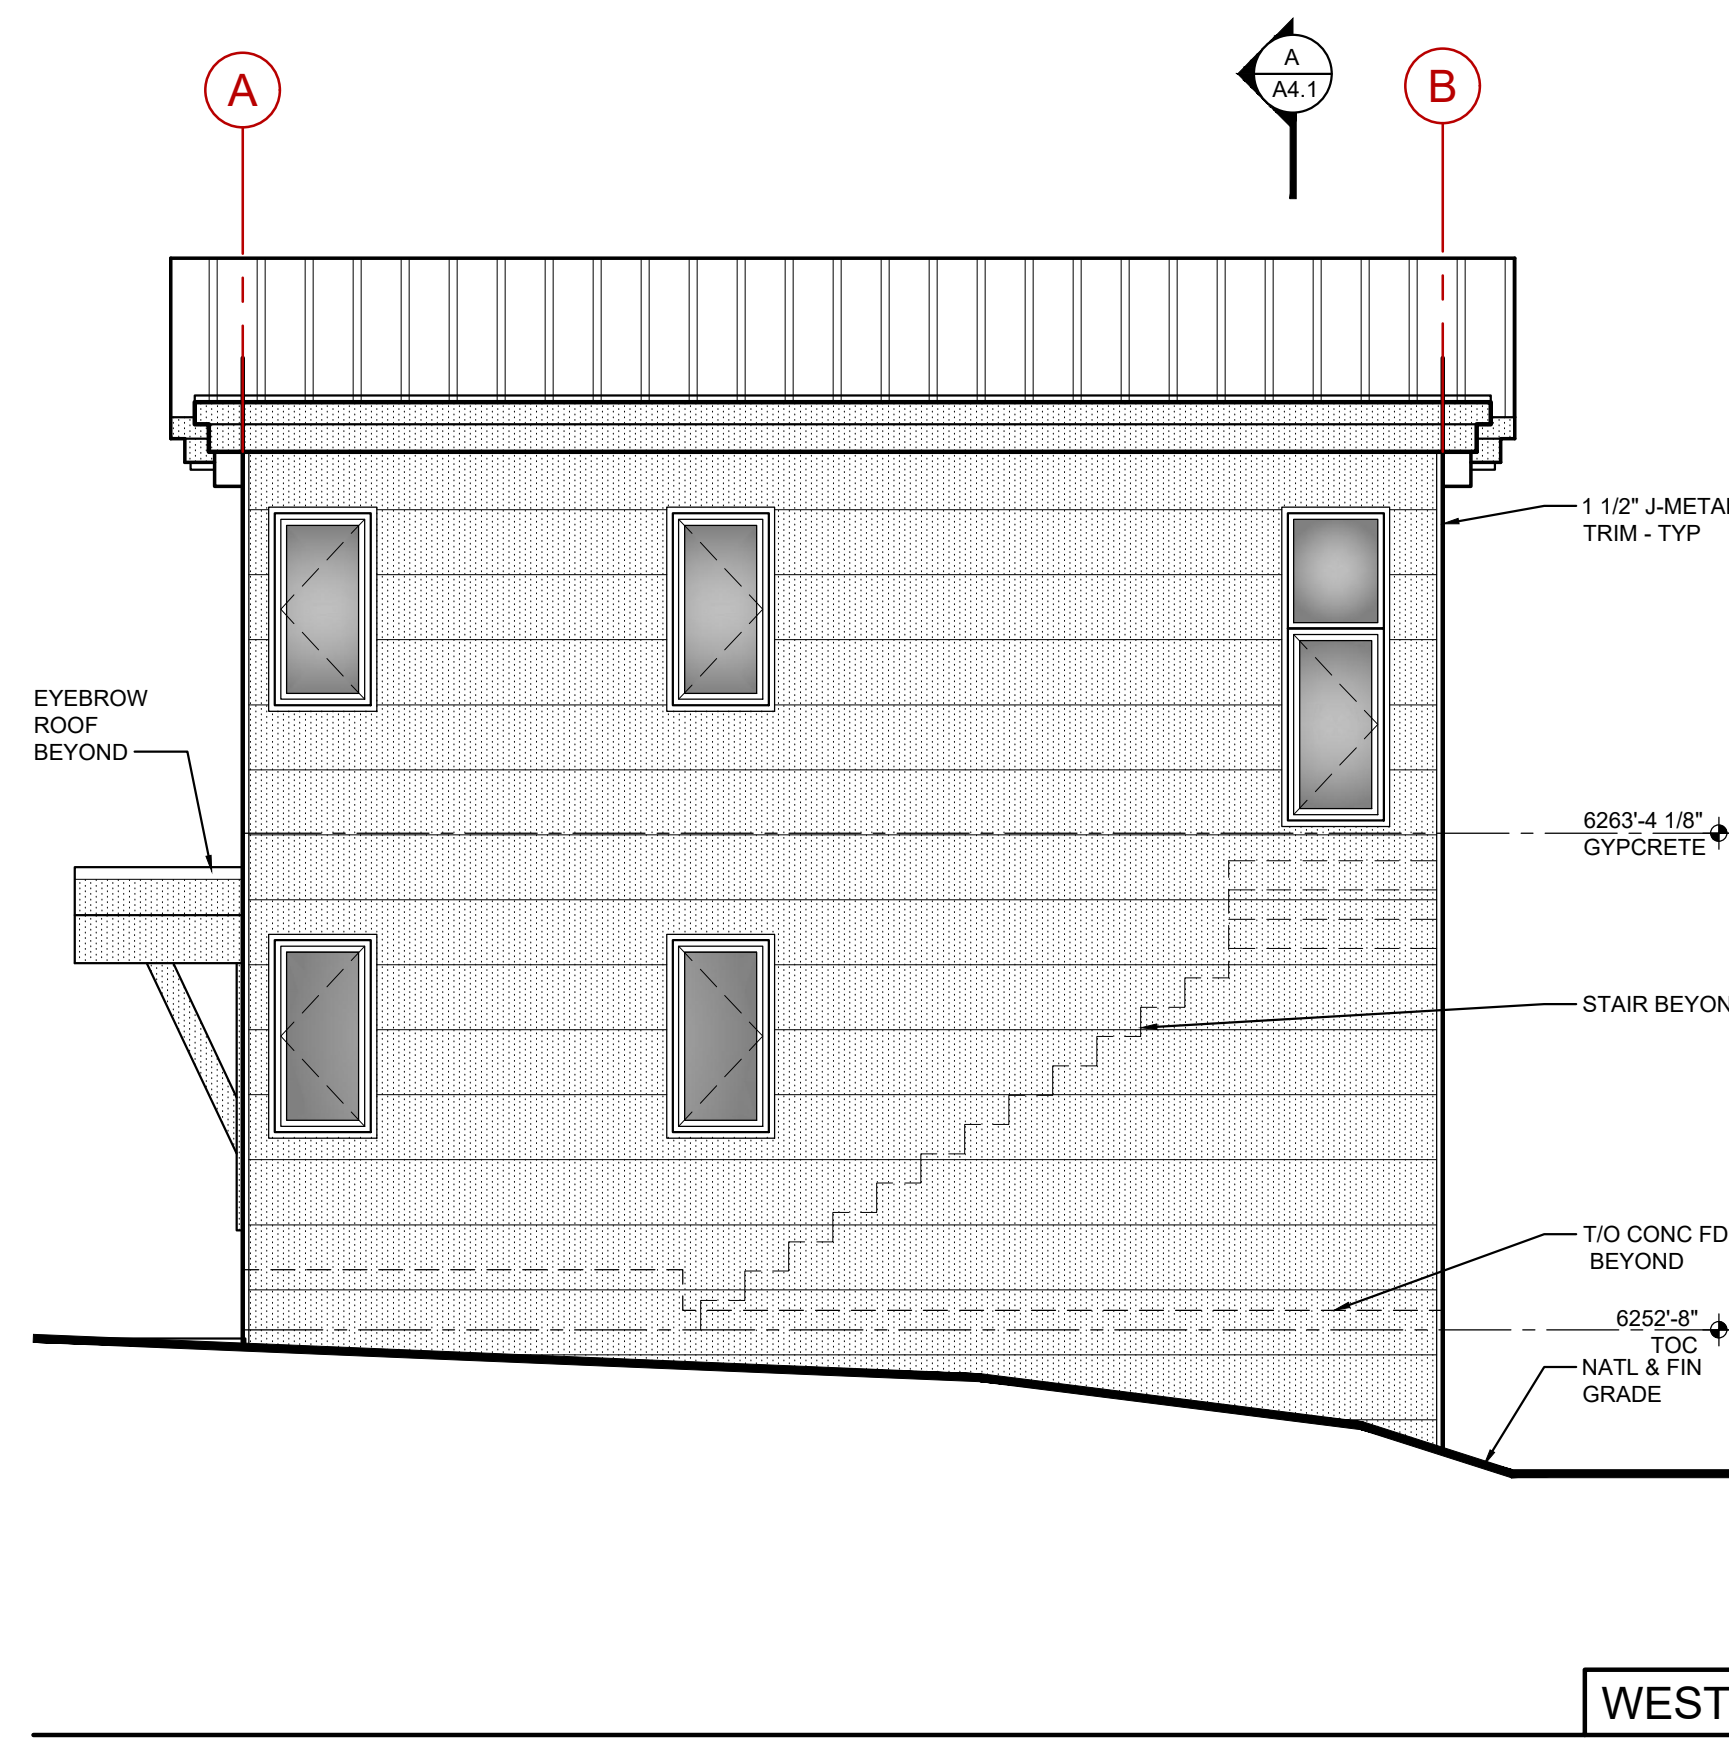 A
A
A4.1
B
1 1/2" J-METAL
TRIM - TYP
EYEBROW
ROOF
BEYOND
6263'-4 1/8"
GYPCRETE
STAIR BEYON
T/O CONC FD
BEYOND
6252'-8"
TOC
NATL & FIN
GRADE
WEST